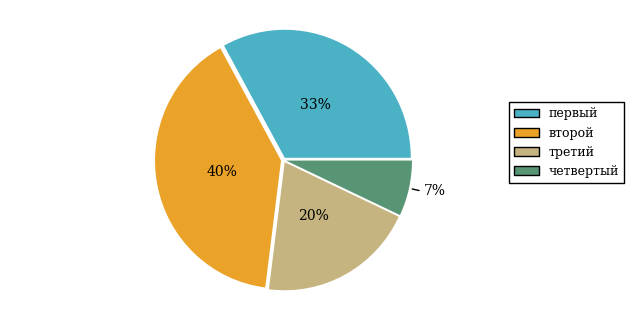 33%
40%
20%
7%
первый
второй
третий
четвертый